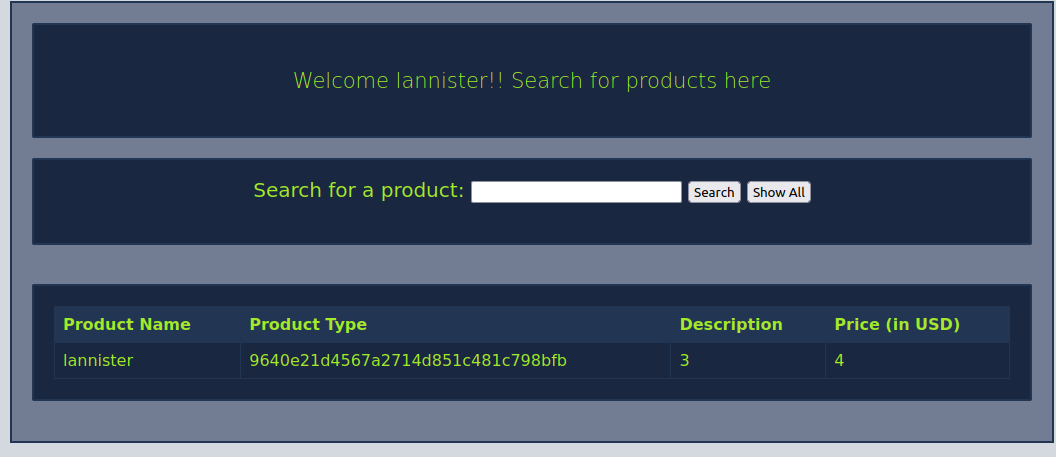 Welcome lannister!! Search for products here
Search for a product: Search Show All
Product Name Product Type Description Price (in USD)
lannister 9640e21d4567a2714d851c481c798bfb 3 4